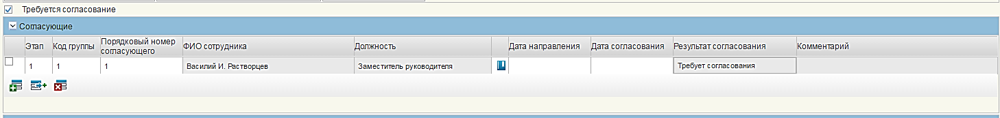 Требуется согласование
Согласующие
Этап Код группы Порядковый номер согласующего ФИО сотрудника Должность Дата направления Дата согласования Результат согласования Комментарий
1 1 1 Василий И. Растворцев Заместитель руководителя Требует согласования